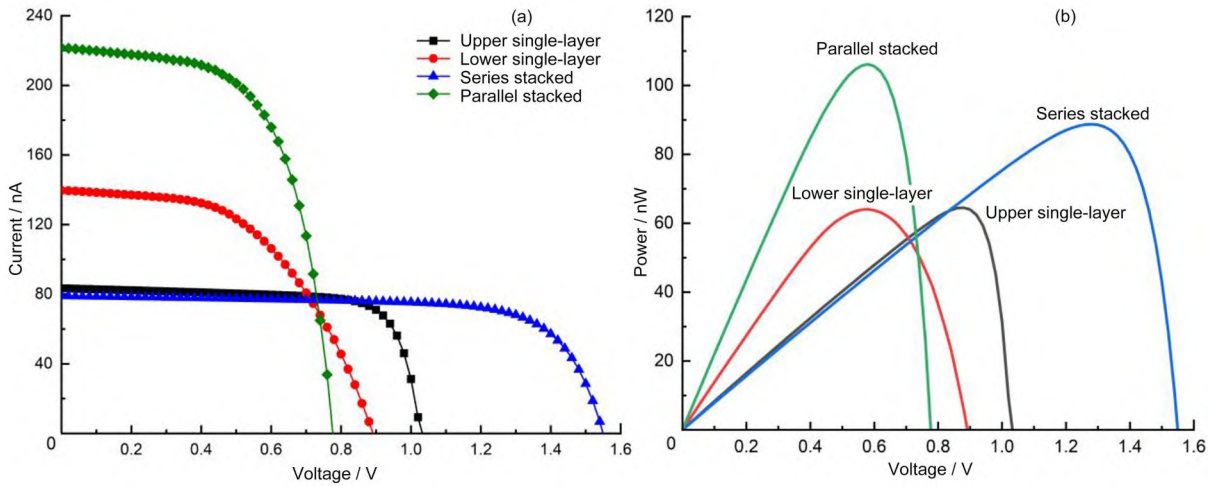 (a)
240
200
160
120
80
40
0
Current / nA
Upper single-layer
Lower single-layer
Series stacked
Parallel stacked
0.2 0.4 0.6 0.8 1.0 1.2 1.4 1.6
Voltage / V
(b)
120
100
80
60
40
20
0
Power / nW
Parallel stacked
Series stacked
Lower single-layer
Upper single-layer
0 0.2 0.4 0.6 0.8 1.0 1.2 1.4 1.6
Voltage / V